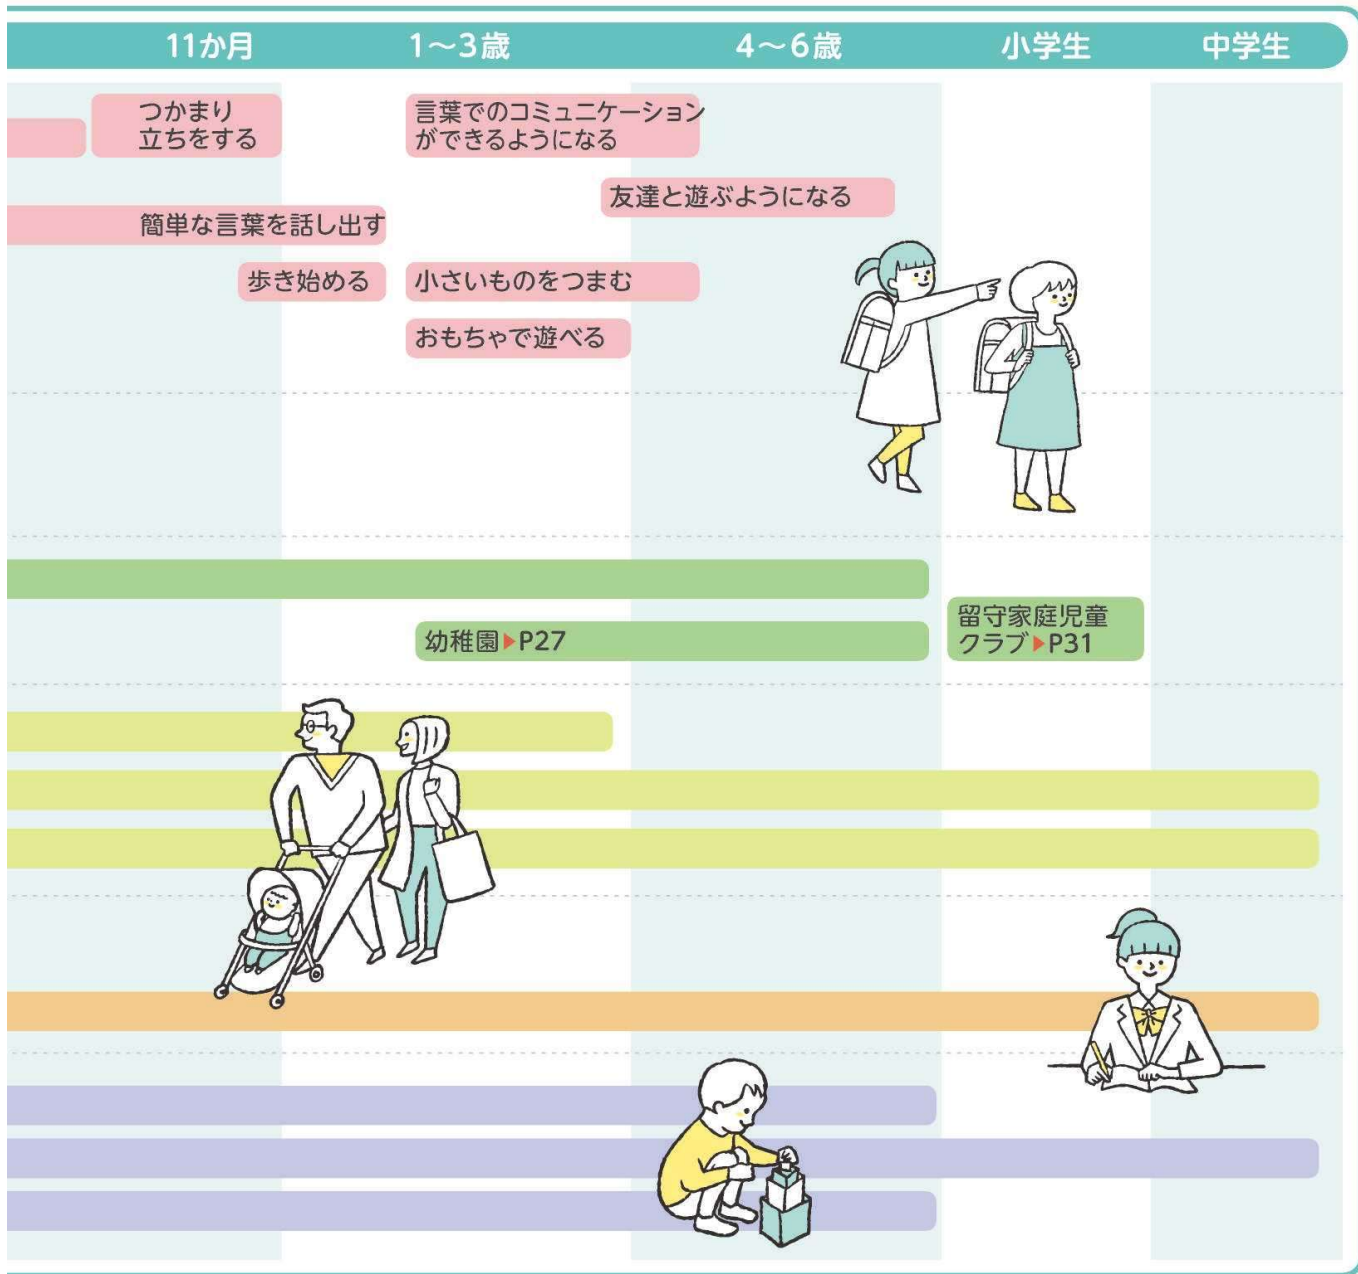 11か月
1～3歳
4～6歳
小学生
中学生
つかまり
立ちをする
言葉でのコミュニケーション
ができるようになる
友達と遊ぶようになる
簡単な言葉を話し出す
歩き始める
小さいものをつまむ
おもちゃで遊べる
幼稚園▶P27
留守家庭児童
クラブ▶P31